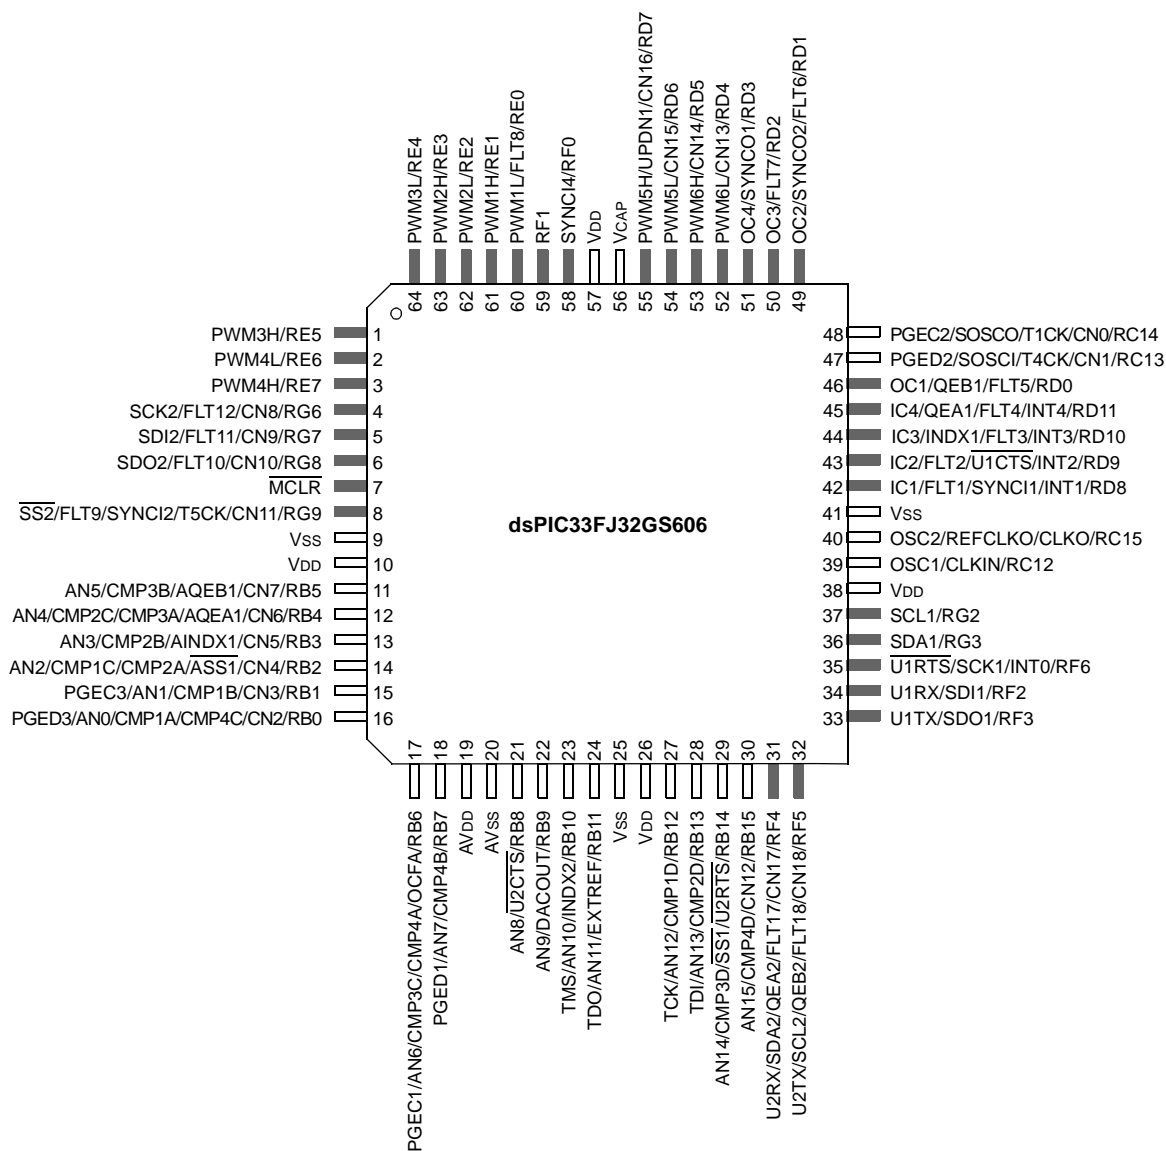 PWM3L/RE4
PWM2H/RE3
PWM2L/RE2
PWM1H/RE1
PWM1L/FLT8/RE0
RF1
SYNCI4/RF0
VDD
VCAP
PWM5H/UPDN1/CN16/RD7
PWM5L/CN15/RD6
PWM6H/CN14/RD5
PWM6L/CN13/RD4
OC4/SYNCO1/RD3
OC3/FLT7/RD2
OC2/SYNCO2/FLT6/RD1
64 63 62 61 60 59 58 57 56 55 54 53 52 51 50 49
PWM3H/RE5 1
PWM4L/RE6 2
PWM4H/RE7 3
SCK2/FLT12/CN8/RG6 4
SDI2/FLT11/CN9/RG7 5
SDO2/FLT10/CN10/RG8 6
MCLR 7
SS2/FLT9/SYNCI2/T5CK/CN11/RG9 8
VSS 9
VDD 10
AN5/CMP3B/AQEB1/CN7/RB5 11
AN4/CMP2C/CMP3A/AQEA1/CN6/RB4 12
AN3/CMP2B/AINDX1/CN5/RB3 13
AN2/CMP1C/CMP2A/ASS1/CN4/RB2 14
PGEC3/AN1/CMP1B/CN3/RB1 15
PGED3/AN0/CMP1A/CMP4C/CN2/RB0 16
dsPIC33FJ32GS606
48 PGEC2/SOSCO/T1CK/CN0/RC14
47 PGED2/SOSCI/T4CK/CN1/RC13
46 OC1/QEB1/FLT5/RD0
45 IC4/QEA1/FLT4/INT4/RD11
44 IC3/INDX1/FLT3/INT3/RD10
43 IC2/FLT2/U1CTS/INT2/RD9
42 IC1/FLT1/SYNCI1/INT1/RD8
41 VSS
40 OSC2/REFCLKO/CLKO/RC15
39 OSC1/CLKIN/RC12
38 VDD
37 SCL1/RG2
36 SDA1/RG3
35 U1RTS/SCK1/INT0/RF6
34 U1RX/SDI1/RF2
33 U1TX/SDO1/RF3
17 18 19 20 21 22 23 24 25 26 27 28 29 30 31 32
PGEC1/AN6/CMP3C/CMP4A/OCFA/RB6
PGED1/AN7/CMP4B/RB7
AVDD
AVSS
AN8/U2CTS/RB8
AN9/DACOUT/RB9
TMS/AN10/INDX2/RB10
TDO/AN11/EXTREF/RB11
VSS
VDD
TCK/AN12/CMP1D/RB12
TDI/AN13/CMP2D/RB13
AN14/CMP3D/SS1/U2RTS/RB14
AN15/CMP4D/CN12/RB15
U2RX/SDA2/QEA2/FLT17/CN17/RF4
U2TX/SCL2/QEB2/FLT18/CN18/RF5